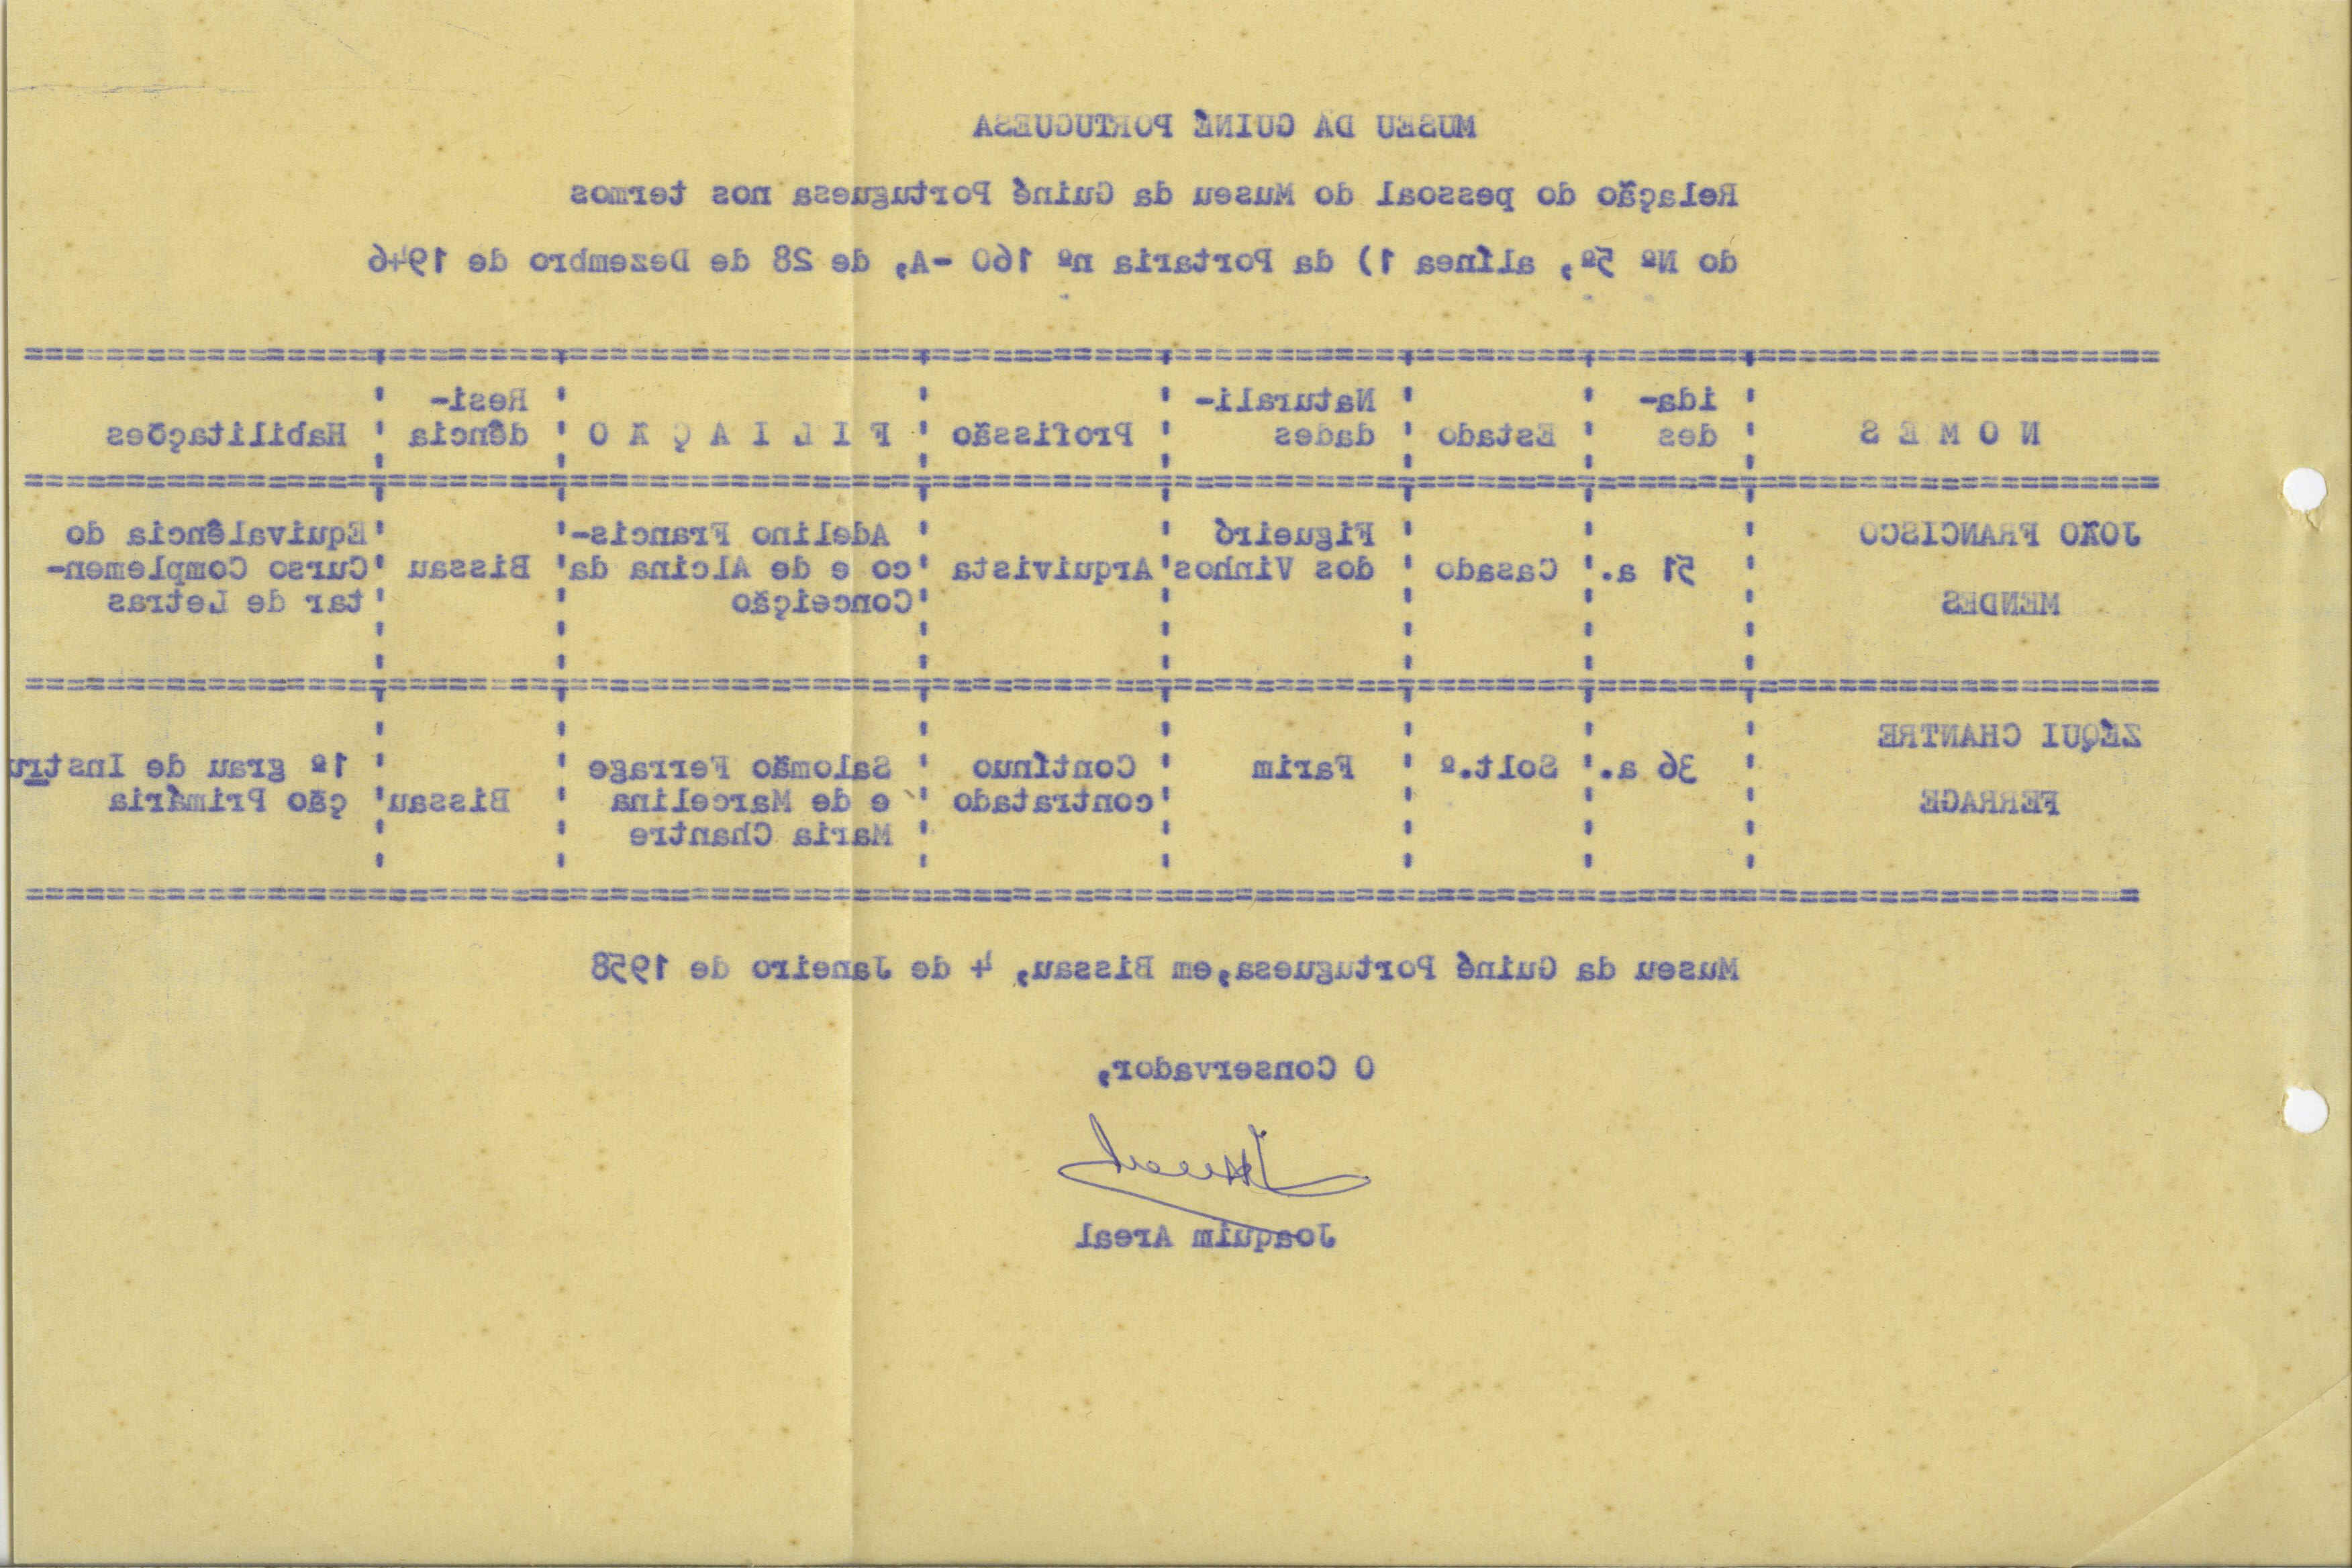 MUSEU DA GUINÉ PORTUGUESA
Relação do pessoal do Museu da Guiné Portuguesa nos termos
do Nº 5º, alínea 1) da Portaria nº 160 -A, de 28 de Dezembro de 1946
N O M E S ' ida-des ' Estado ' Naturali-dades ' Profissão ' F I L I A Ç Ã O ' Resi-dência ' Habilitações
JOÃO FRANCISCO ' ' ' Figueiró ' ' Adelino Francis-' ' Equivalência do
51 a. ' Casado ' dos Vinhos ' Arquivista ' co e de Alcina da ' Bissau ' Curso Complemen-
MENDES ' ' ' ' ' Conceição ' ' tar de Letras
ZÉQUI CHANTRE
36 a. ' Solt.º ' Farim ' Contínuo ' Salomão Ferrage ' ' 1º grau de Instru
FERRAGE ' ' ' ' contratado ' e de Marcelina ' Bissau ' ção Primária
Maria Chantre
Museu da Guiné Portuguesa, em Bissau, 4 de Janeiro de 1958
O Conservador,
Joaquim Areal